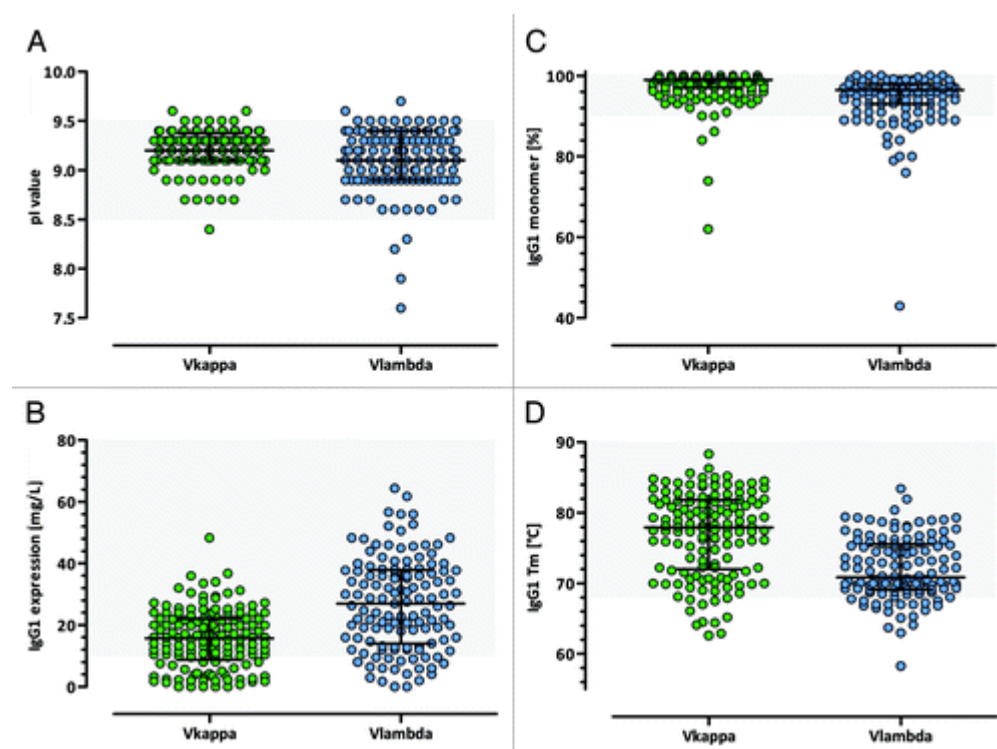 A
10.0
9.5
9.0
8.5
8.0
7.5
pI value
Vkappa
Vlambda
C
100
80
60
40
IgG1 monomer [%]
Vkappa
Vlambda
B
80
60
40
20
0
IgG1 expression [mg/L]
Vkappa
Vlambda
D
90
80
70
60
IgG1 Tm [°C]
Vkappa
Vlambda